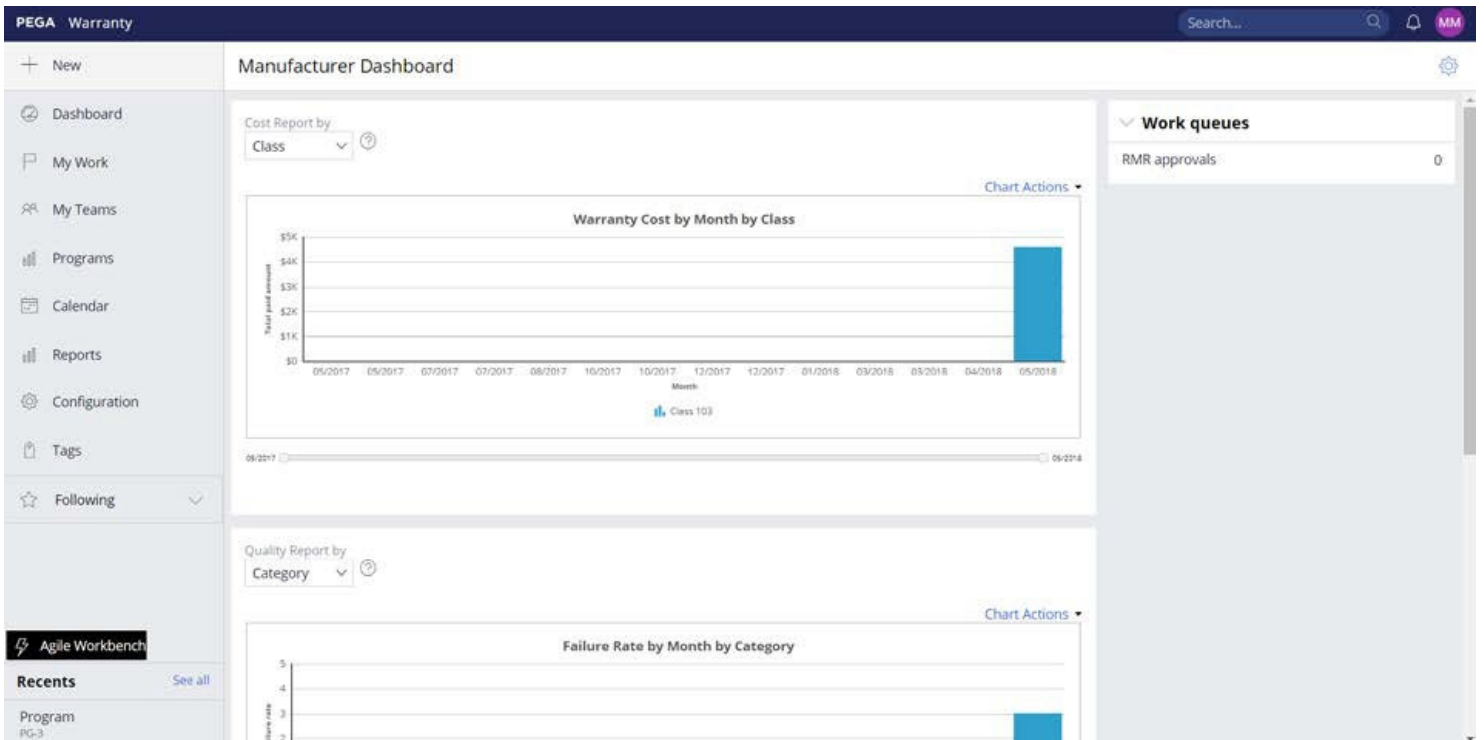 PEGA Warranty
Search...
MM
New
Manufacturer Dashboard
Dashboard
My Work
My Teams
Programs
Calendar
Reports
Configuration
Tags
Following
Agile Workbench
Recents See all
Program
PG-3
Cost Report by
Class
Chart Actions
Warranty Cost by Month by Class
$5K
$4K
$3K
$2K
$1K
$0
Total paid amount
05/2017 05/2017 07/2017 07/2017 08/2017 10/2017 10/2017 12/2017 12/2017 01/2018 03/2018 03/2018 04/2018 05/2018
Month
Class 103
05/2017 05/2018
Quality Report by
Category
Chart Actions
Failure Rate by Month by Category
5
4
3
2
Work queues
RMR approvals 0